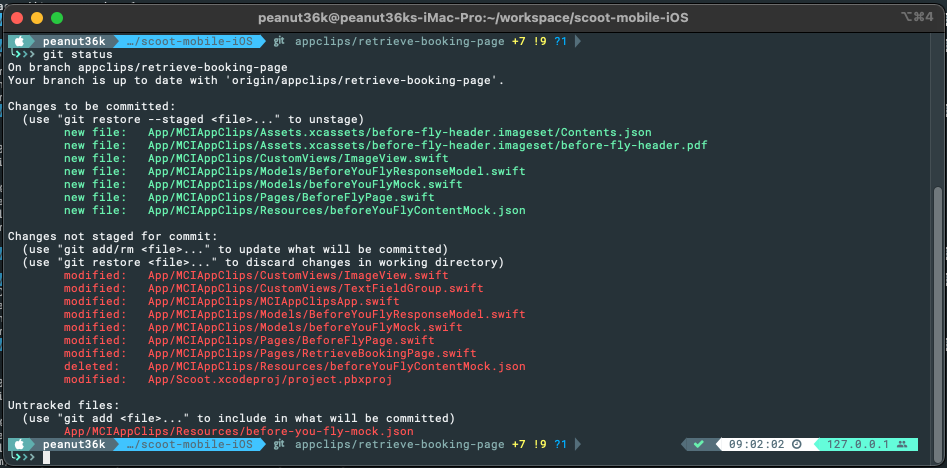 peanut36k@peanut36ks-iMac-Pro:~/workspace/scoot-mobile-iOS
⌥⌘4
peanut36k …/scoot-mobile-iOS git appclips/retrieve-booking-page +7 !9 ?1
git status
On branch appclips/retrieve-booking-page
Your branch is up to date with 'origin/appclips/retrieve-booking-page'.
Changes to be committed:
(use "git restore --staged <file>..." to unstage)
new file: App/MCIAppClips/Assets.xcassets/before-fly-header.imageset/Contents.json
new file: App/MCIAppClips/Assets.xcassets/before-fly-header.imageset/before-fly-header.pdf
new file: App/MCIAppClips/CustomViews/ImageView.swift
new file: App/MCIAppClips/Models/BeforeYouFlyResponseModel.swift
new file: App/MCIAppClips/Models/beforeYouFlyMock.swift
new file: App/MCIAppClips/Pages/BeforeFlyPage.swift
new file: App/MCIAppClips/Resources/beforeYouFlyContentMock.json
Changes not staged for commit:
(use "git add/rm <file>..." to update what will be committed)
(use "git restore <file>..." to discard changes in working directory)
modified: App/MCIAppClips/CustomViews/ImageView.swift
modified: App/MCIAppClips/CustomViews/TextFieldGroup.swift
modified: App/MCIAppClips/MCIAppClipsApp.swift
modified: App/MCIAppClips/Models/BeforeYouFlyResponseModel.swift
modified: App/MCIAppClips/Models/beforeYouFlyMock.swift
modified: App/MCIAppClips/Pages/BeforeFlyPage.swift
modified: App/MCIAppClips/Pages/RetrieveBookingPage.swift
deleted: App/MCIAppClips/Resources/beforeYouFlyContentMock.json
modified: App/Scoot.xcodeproj/project.pbxproj
Untracked files:
(use "git add <file>..." to include in what will be committed)
App/MCIAppClips/Resources/before-you-fly-mock.json
peanut36k …/scoot-mobile-iOS git appclips/retrieve-booking-page +7 !9 ?1 ✔ 09:02:02 127.0.0.1